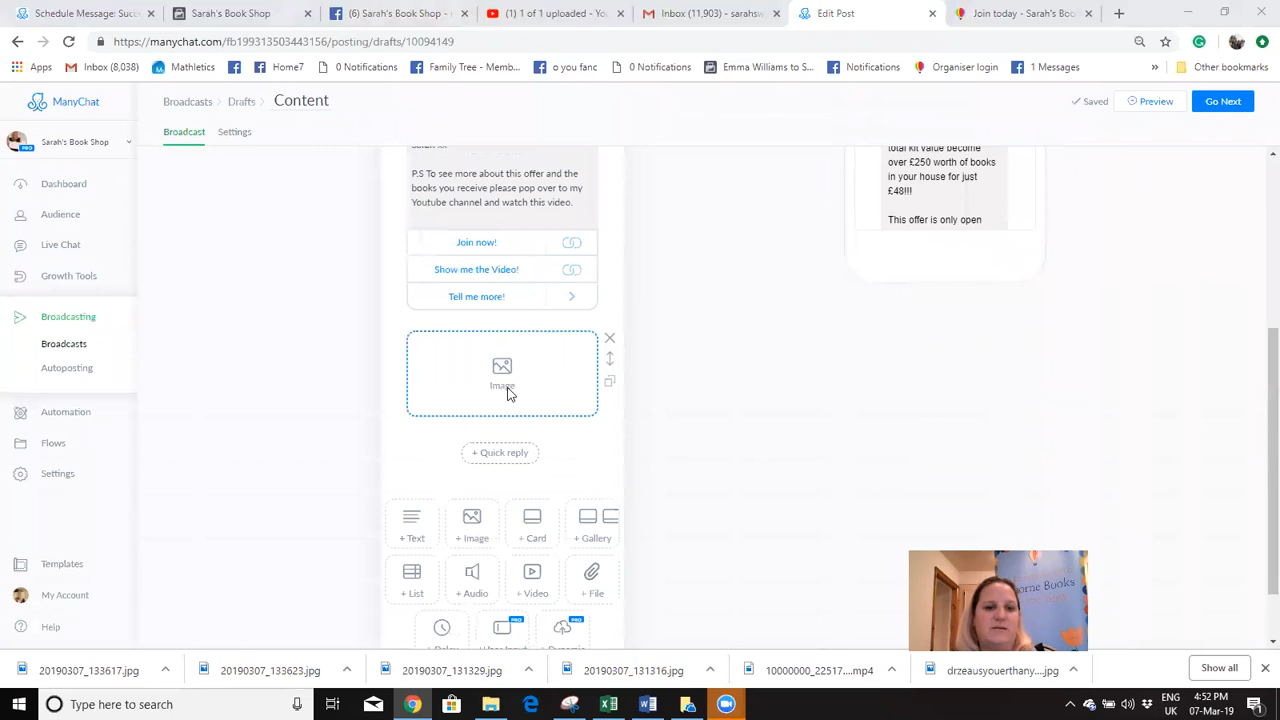 Schedule Message: Succ
Sarah's Book Shop
(6) Sarah's Book Shop -
(1) 1 of 1 uploaded - Yo
Inbox (11,903) - sarahsw
Edit Post
Join today - Sarah's Bo
https://manychat.com/fb199313503443156/posting/drafts/10094149
Apps
Inbox (8,038)
Mathletics
Home7
0 Notifications
Family Tree - Memb...
o you fanc
0 Notifications
Emma Williams to S...
Notifications
Organiser login
1 Messages
»
Other bookmarks
ManyChat
Broadcasts
Drafts
Content
Saved
Preview
Go Next
Sarah's Book Shop
PRO
Broadcast
Settings
Dashboard
Audience
Live Chat
Growth Tools
Broadcasting
Broadcasts
Autoposting
Automation
Flows
Settings
Templates
My Account
Help
P.S To see more about this offer and the
books you receive please pop over to my
Youtube channel and watch this video.
Join now!
Show me the Video!
Tell me more!
Image
+ Quick reply
+ Text
+ Image
+ Card
+ Gallery
+ List
+ Audio
+ Video
+ File
PRO
PRO
total kit value become
over £250 worth of books
in your house for just
£48!!!
This offer is only open
Books
20190307_133617.jpg
20190307_133623.jpg
20190307_131329.jpg
20190307_131316.jpg
10000000_22517....mp4
drzeausyouerthany....jpg
Show all
Type here to search
ENG
UK
4:52 PM
07-Mar-19